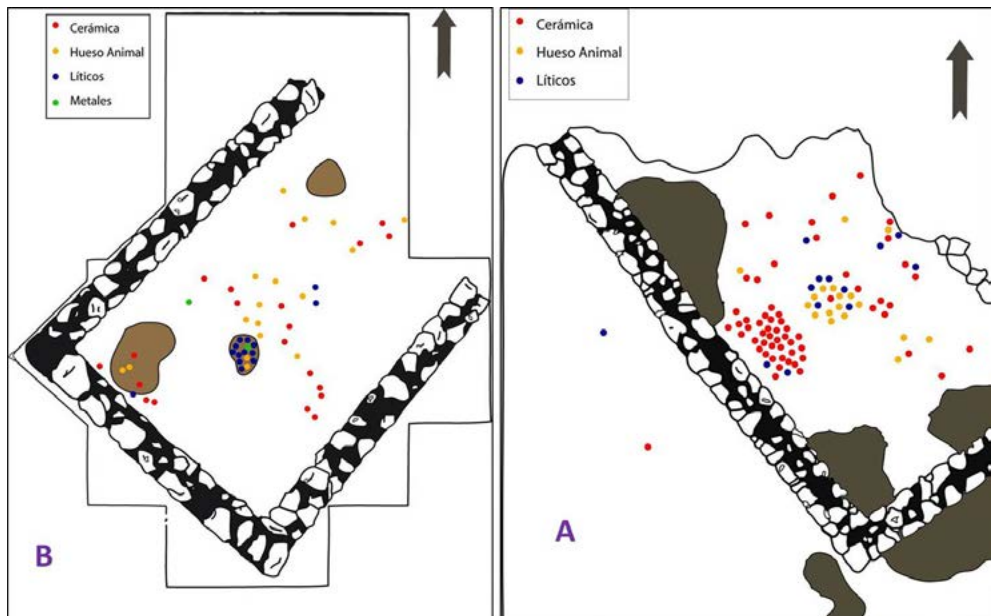 Cerámica
Hueso Animal
Líticos
Metales
B
Cerámica
Hueso Animal
Líticos
A